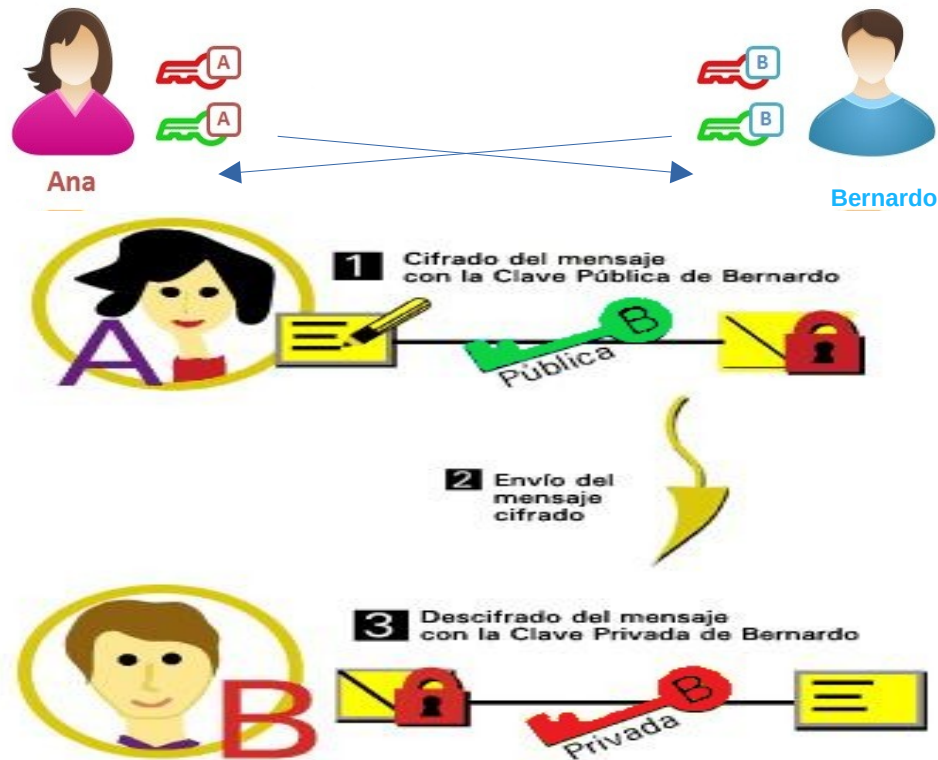 A
B
A
B
Ana
Bernardo
1 Cifrado del mensaje
con la Clave Pública de Bernardo
A
B
Pública
2 Envío del
mensaje
cifrado
3 Descifrado del mensaje
con la Clave Privada de Bernardo
B
B
Privada